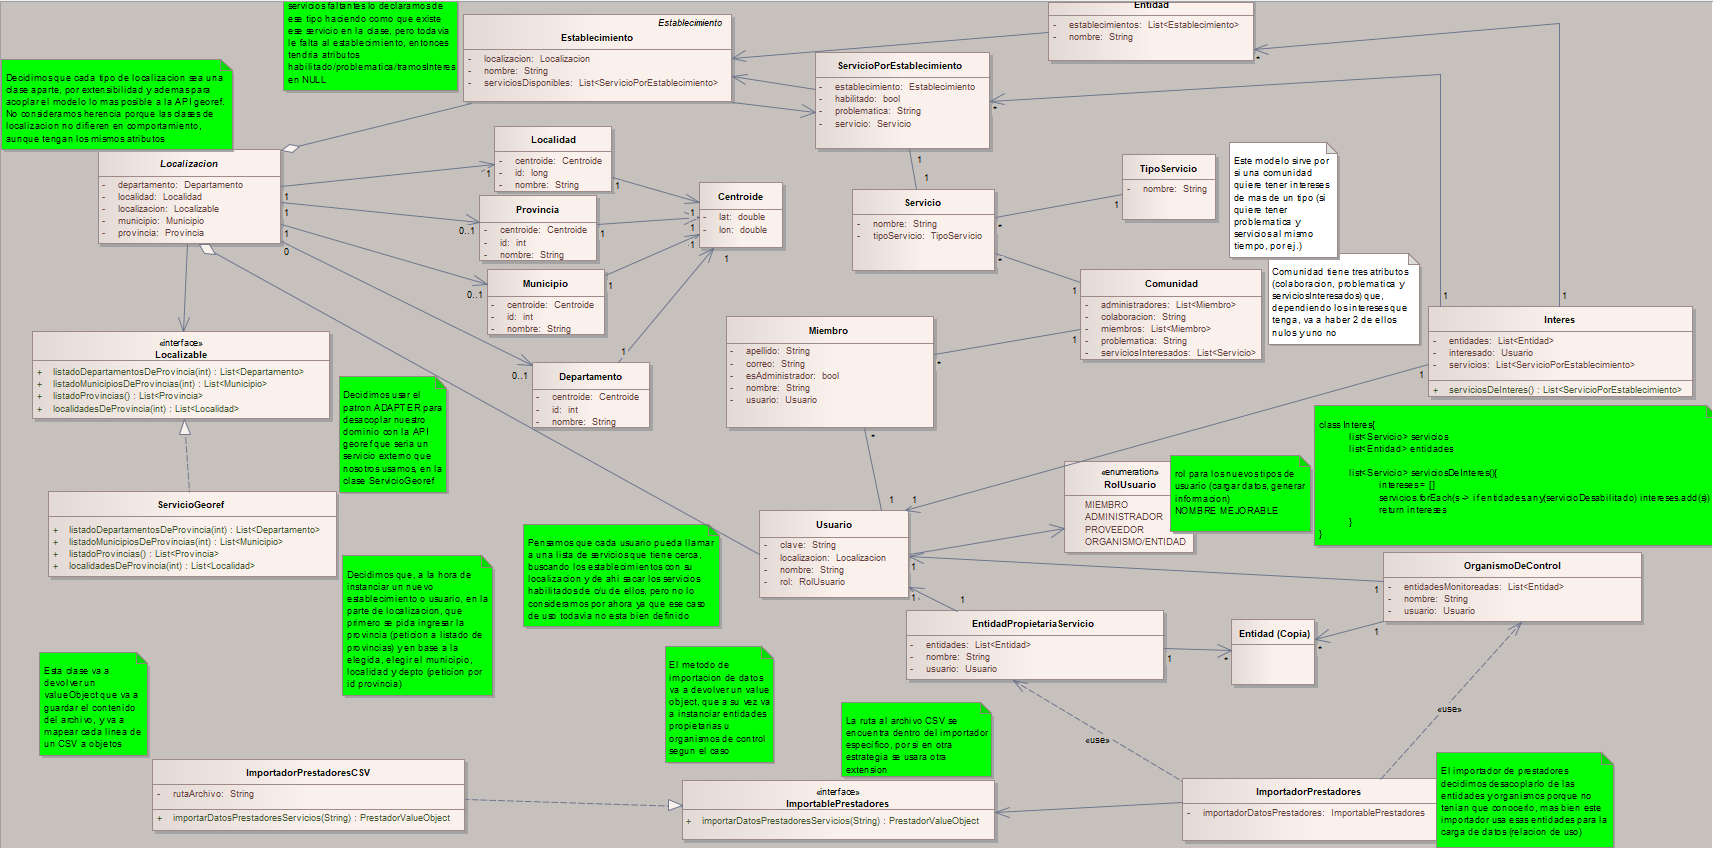 servicios faltantes lo declaramos de
ese tipo haciendo como que existe
ese servicio en la clase, pero todavia
le falta al establecimiento, entonces
tendria atributos
habilitado/problematica/tramosInteres
en NULL
Decidimos que cada tipo de localizacion sea una
clase aparte, por extensibilidad y ademas para
acoplar el modelo lo mas posible a la API georef.
No consideramos herencia porque las clases de
localizacion no difieren en comportamiento,
aunque tengan los mismos atributos
Establecimiento
Establecimiento
- localizacion: Localizacion
- nombre: String
- serviciosDisponibles: List<ServicioPorEstablecimiento>
Entidad
- establecimientos: List<Establecimiento>
- nombre: String
*
ServicioPorEstablecimiento
- establecimiento: Establecimiento
- habilitado: bool
- problematica: String
- servicio: Servicio
*
1
1
Localizacion
- departamento: Departamento
- localidad: Localidad
- localizacion: Localizable
- municipio: Municipio
- provincia: Provincia
1
1
1
0
Localidad
- centroide: Centroide
- id: long
- nombre: String
1
1
Provincia
- centroide: Centroide
- id: int
- nombre: String
0..1
1
Municipio
- centroide: Centroide
- id: int
- nombre: String
0..1
1
Departamento
- centroide: Centroide
- id: int
- nombre: String
0..1
1
Centroide
- lat: double
- lon: double
1
1
1
1
Servicio
- nombre: String
- tipoServicio: TipoServicio
*
*
TipoServicio
- nombre: String
1
Este modelo sirve por
si una comunidad
quiere tener intereses
de mas de un tipo (si
quiere tener
problematica y
servicios al mismo
tiempo, por ej.)
Comunidad tiene tres atributos
(colaboracion, problematica y
serviciosInteresados) que,
dependiendo los intereses que
tenga, va a haber 2 de ellos
nulos y uno no
Comunidad
- administradores: List<Miembro>
- colaboracion: String
- miembros: List<Miembro>
- problematica: String
- serviciosInteresados: List<Servicio>
1
1
Miembro
- apellido: String
- correo: String
- esAdministrador: bool
- nombre: String
- usuario: Usuario
*
*
1
1
Interes
- entidades: List<Entidad>
- interesado: Usuario
- servicios: List<ServicioPorEstablecimiento>
+ serviciosDeInteres() : List<ServicioPorEstablecimiento>
1
class Interes{
list<Servicio> servicios
list<Entidad> entidades
list<Servicio> serviciosDeInteres(){
intereses = []
servicios.forEach(s -> if entidades.any(servicioDesabilitado) intereses.add(s)
return intereses
}
}
«interface»
Localizable
+ listadoDepartamentosDeProvincia(int) : List<Departamento>
+ listadoMunicipiosDeProvincias(int) : List<Municipio>
+ listadoProvincias() : List<Provincia>
+ localidadesDeProvincia(int) : List<Localidad>
Decidimos usar el
patron ADAPTER para
desacoplar nuestro
dominio con la API
georef que seria un
servicio externo que
nosotros usamos, en la
clase ServicioGeoref
ServicioGeoref
+ listadoDepartamentosDeProvincia(int) : List<Departamento>
+ listadoMunicipiosDeProvincia(int) : List<Municipio>
+ listadoProvincias() : List<Provincia>
+ localidadesDeProvincia(int) : List<Localidad>
«enumeration»
RolUsuario
MIEMBRO
ADMINISTRADOR
PROVEEDOR
ORGANISMO/ENTIDAD
rol para los nuevos tipos de
usuario (cargar datos, generar
informacion)
NOMBRE MEJORABLE
1
1
Usuario
- clave: String
- localizacion: Localizacion
- nombre: String
- rol: RolUsuario
1
1
1
Pensamos que cada usuario pueda llamar
a una lista de servicios que tiene cerca,
buscando los establecimientos con su
localizacion y de ahi sacar los servicios
habilitados de c/u de ellos, pero no lo
consideramos por ahora ya que ese caso
de uso todavia no esta bien definido
Decidimos que, a la hora de
instanciar un nuevo
establecimiento o usuario, en la
parte de localizacion, que
primero se pida ingresar la
provincia (peticion a listado de
provincias) y en base a la
elegida, elegir el municipio,
localidad y depto (peticion por
id provincia)
OrganismoDeControl
- entidadesMonitoreadas: List<Entidad>
- nombre: String
- usuario: Usuario
1
1
EntidadPropietariaServicio
- entidades: List<Entidad>
- nombre: String
- usuario: Usuario
1
Entidad (Copia)
*
*
Esta clase va a
devolver un
valueObject que va a
guardar el contenido
del archivo, y va a
mapear cada linea de
un CSV a objetos
El metodo de
importacion de datos
va a devolver un value
object, que a su vez va
a instanciar entidades
propietarias u
organismos de control
segun el caso
La ruta al archivo CSV se
encuentra dentro del importador
especifico, por si en otra
estrategia se usara otra
extension
«use»
«use»
ImportadorPrestadoresCSV
- rutaArchivo: String
+ importarDatosPrestadoresServicios(String) : PrestadorValueObject
«interface»
ImportablePrestadores
+ importarDatosPrestadoresServicios(String) : PrestadorValueObject
ImportadorPrestadores
- importadorDatosPrestadores: ImportablePrestadores
El importador de prestadores
decidimos desacoplarlo de las
entidades y organismos porque no
tenian que conocerlo, mas bien este
importador usa esas entidades para la
carga de datos (relacion de uso)